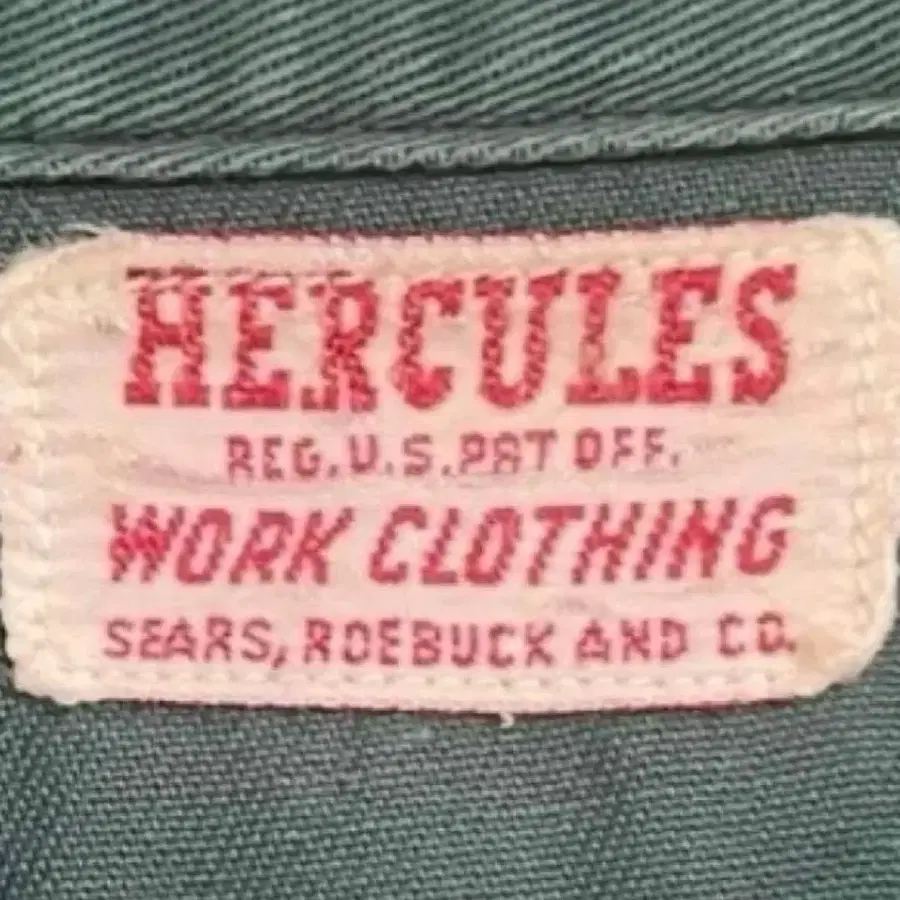 HERCULES
REG. U.S. PAT OFF.
WORK CLOTHING
SEARS, ROEBUCK AND CO.